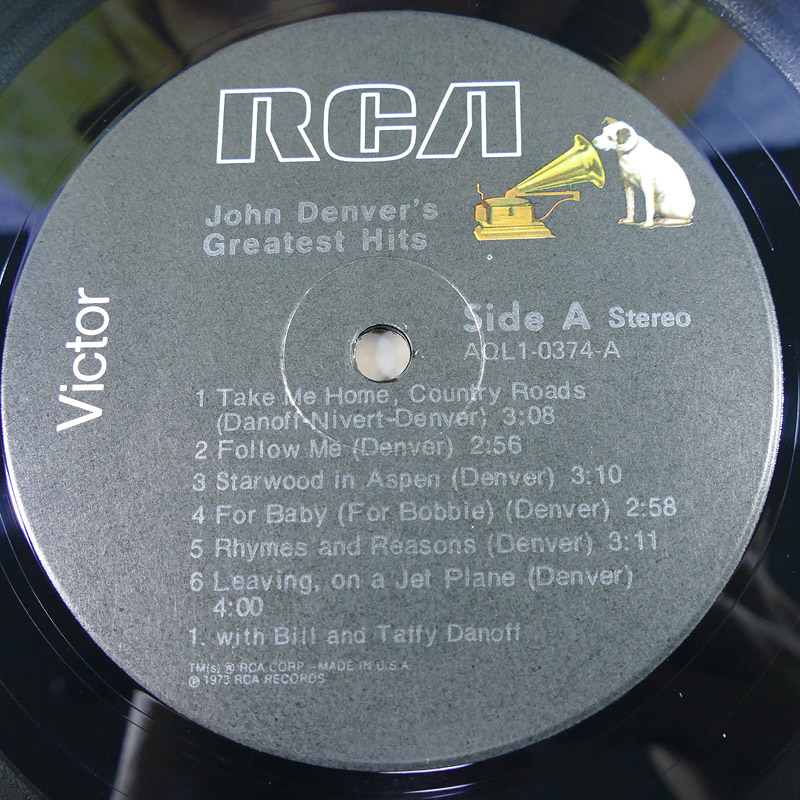 RCA
John Denver's
Greatest Hits
Victor
Side A Stereo
AQL1-0374-A
1 Take Me Home, Country Roads
(Danoff-Nivert-Denver) 3:08
2 Follow Me (Denver) 2:56
3 Starwood in Aspen (Denver) 3:10
4 For Baby (For Bobbie) (Denver) 2:58
5 Rhymes and Reasons (Denver) 3:11
6 Leaving, on a Jet Plane (Denver)
4:00
1. with Bill and Taffy Danoff
TM(s) ® RCA CORP – MADE IN U.S.A.
℗ 1973 RCA RECORDS